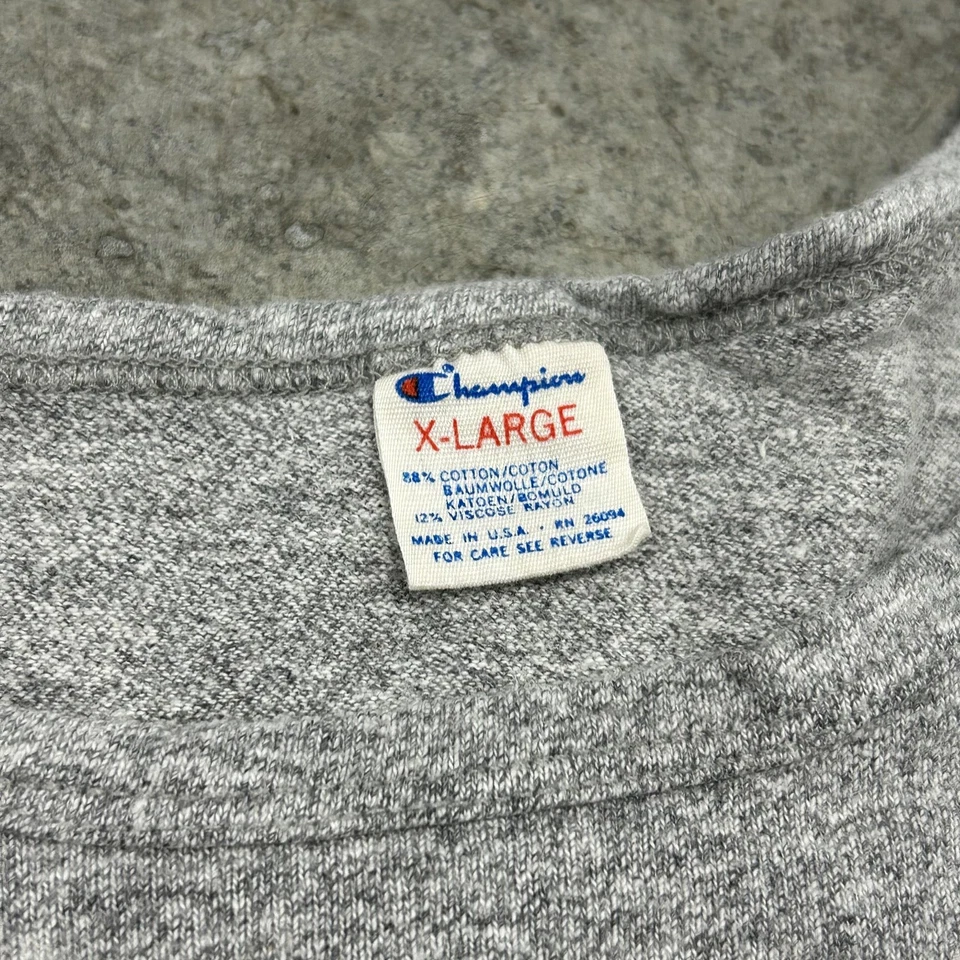 Champion
X-LARGE
88% COTTON/COTON
BAUMWOLLE/COTONE
KATOEN/BOMULD
12% VISCOSE RAYON
MADE IN U.S.A. · RN 26094
FOR CARE SEE REVERSE